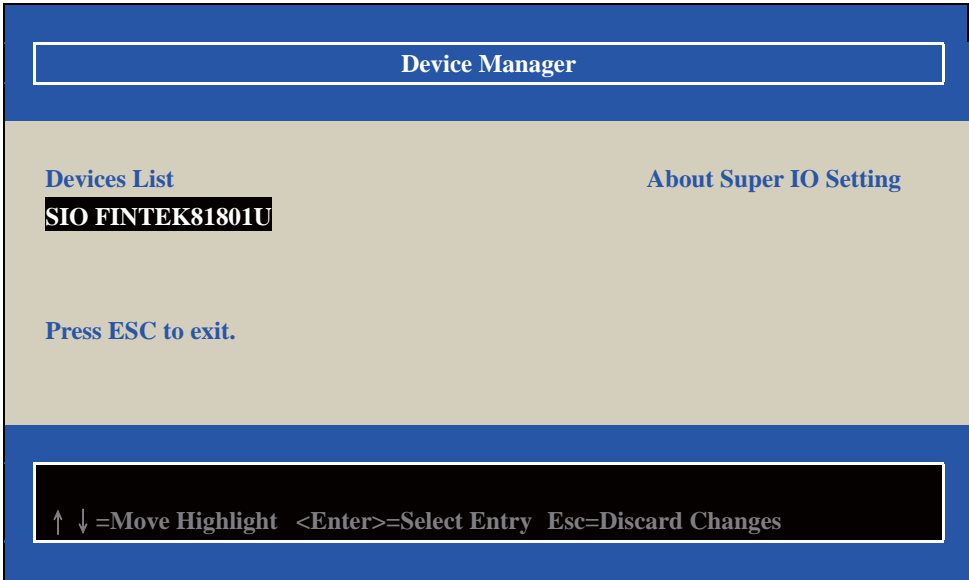 Device Manager
Devices List About Super IO Setting
SIO FINTEK81801U
Press ESC to exit.
↑ ↓ =Move Highlight <Enter>=Select Entry Esc=Discard Changes